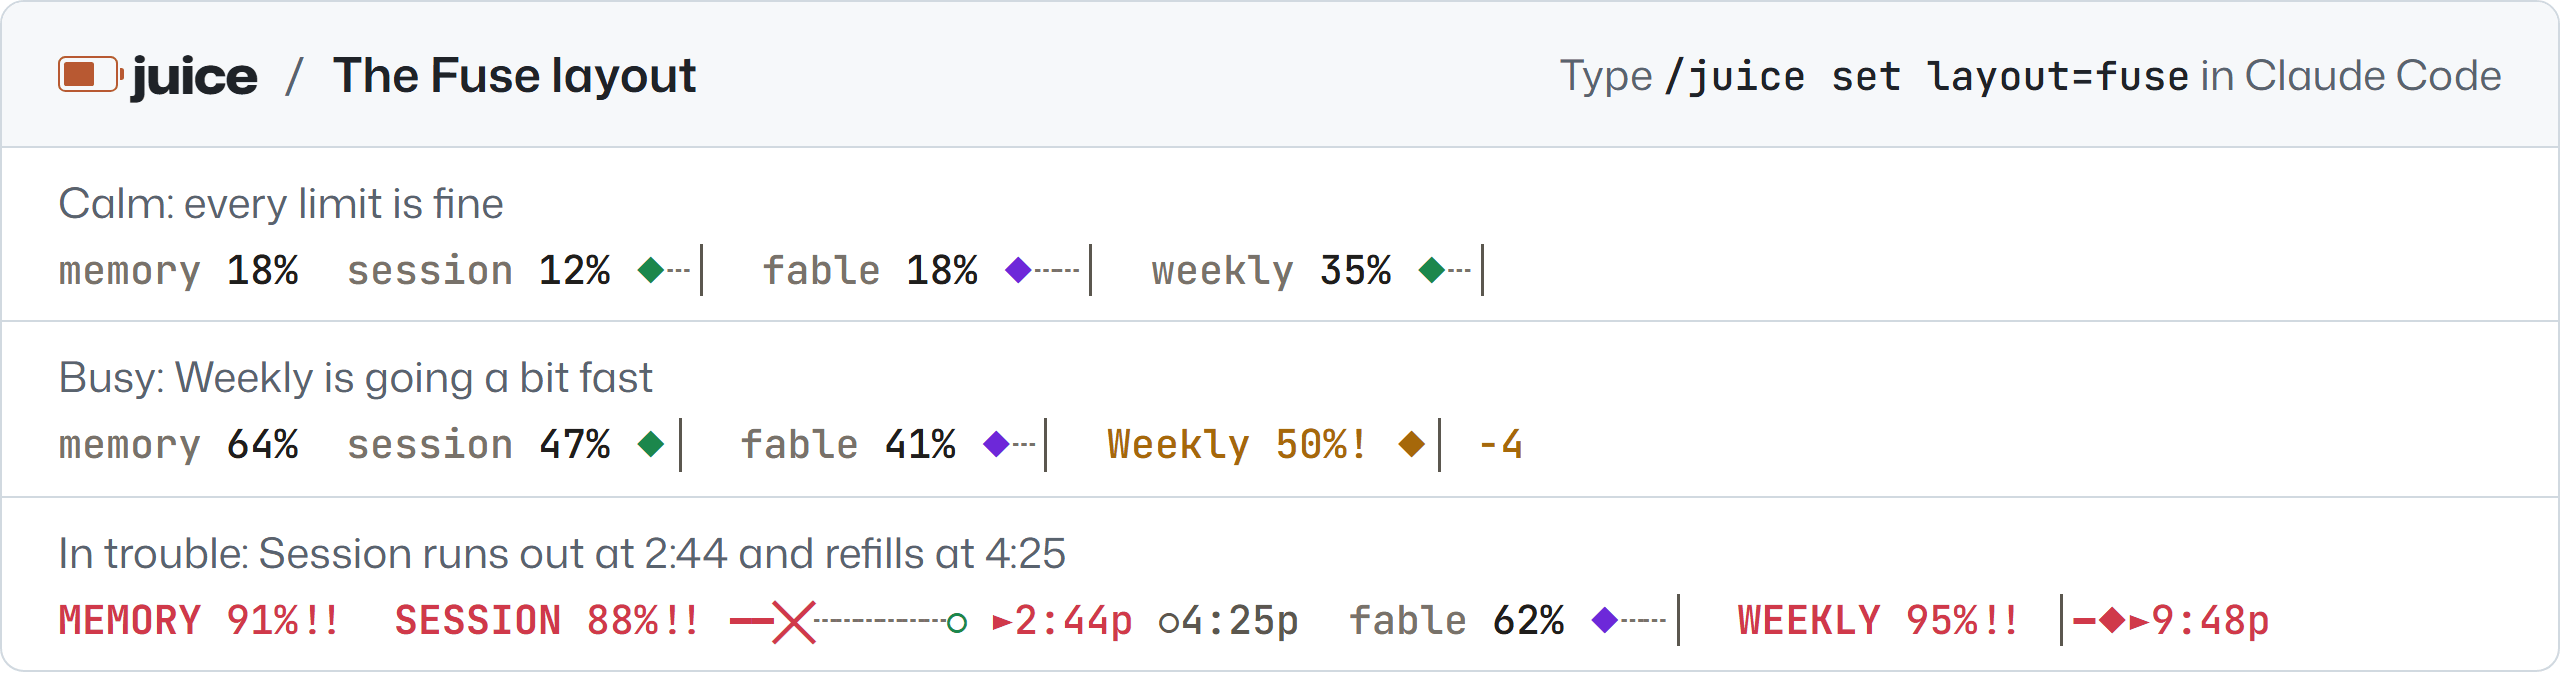 juice / The Fuse layout
Type /juice set layout=fuse in Claude Code
Calm: every limit is fine
memory 18% session 12% ◆---| fable 18% ◆-----| weekly 35% ◆---|
Busy: Weekly is going a bit fast
memory 64% session 47% ◆| fable 41% ◆---| Weekly 50%! ◆| -4
In trouble: Session runs out at 2:44 and refills at 4:25
MEMORY 91%!! SESSION 88%!! ━╳┄┄┄┄┄┄○ ►2:44p ○4:25p fable 62% ◆-----| WEEKLY 95%!! |━◆►9:48p